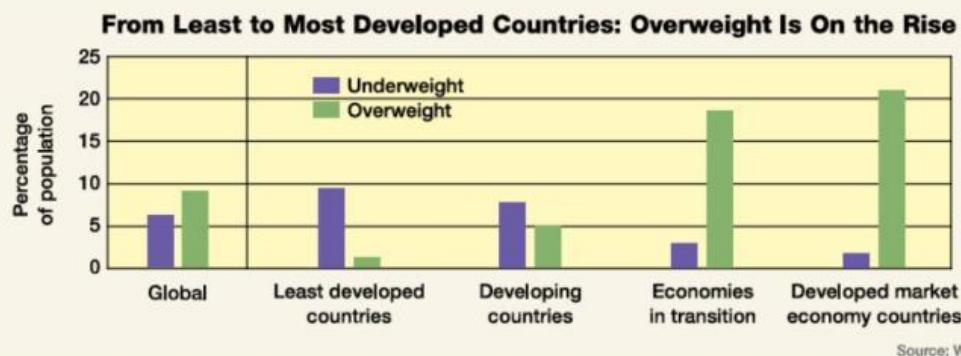 From Least to Most Developed Countries: Overweight Is On the Rise
Percentage
of population
25
20
15
10
5
0
Underweight
Overweight
Global
Least developed
countries
Developing
countries
Economies
in transition
Developed market
economy countries
Source: W